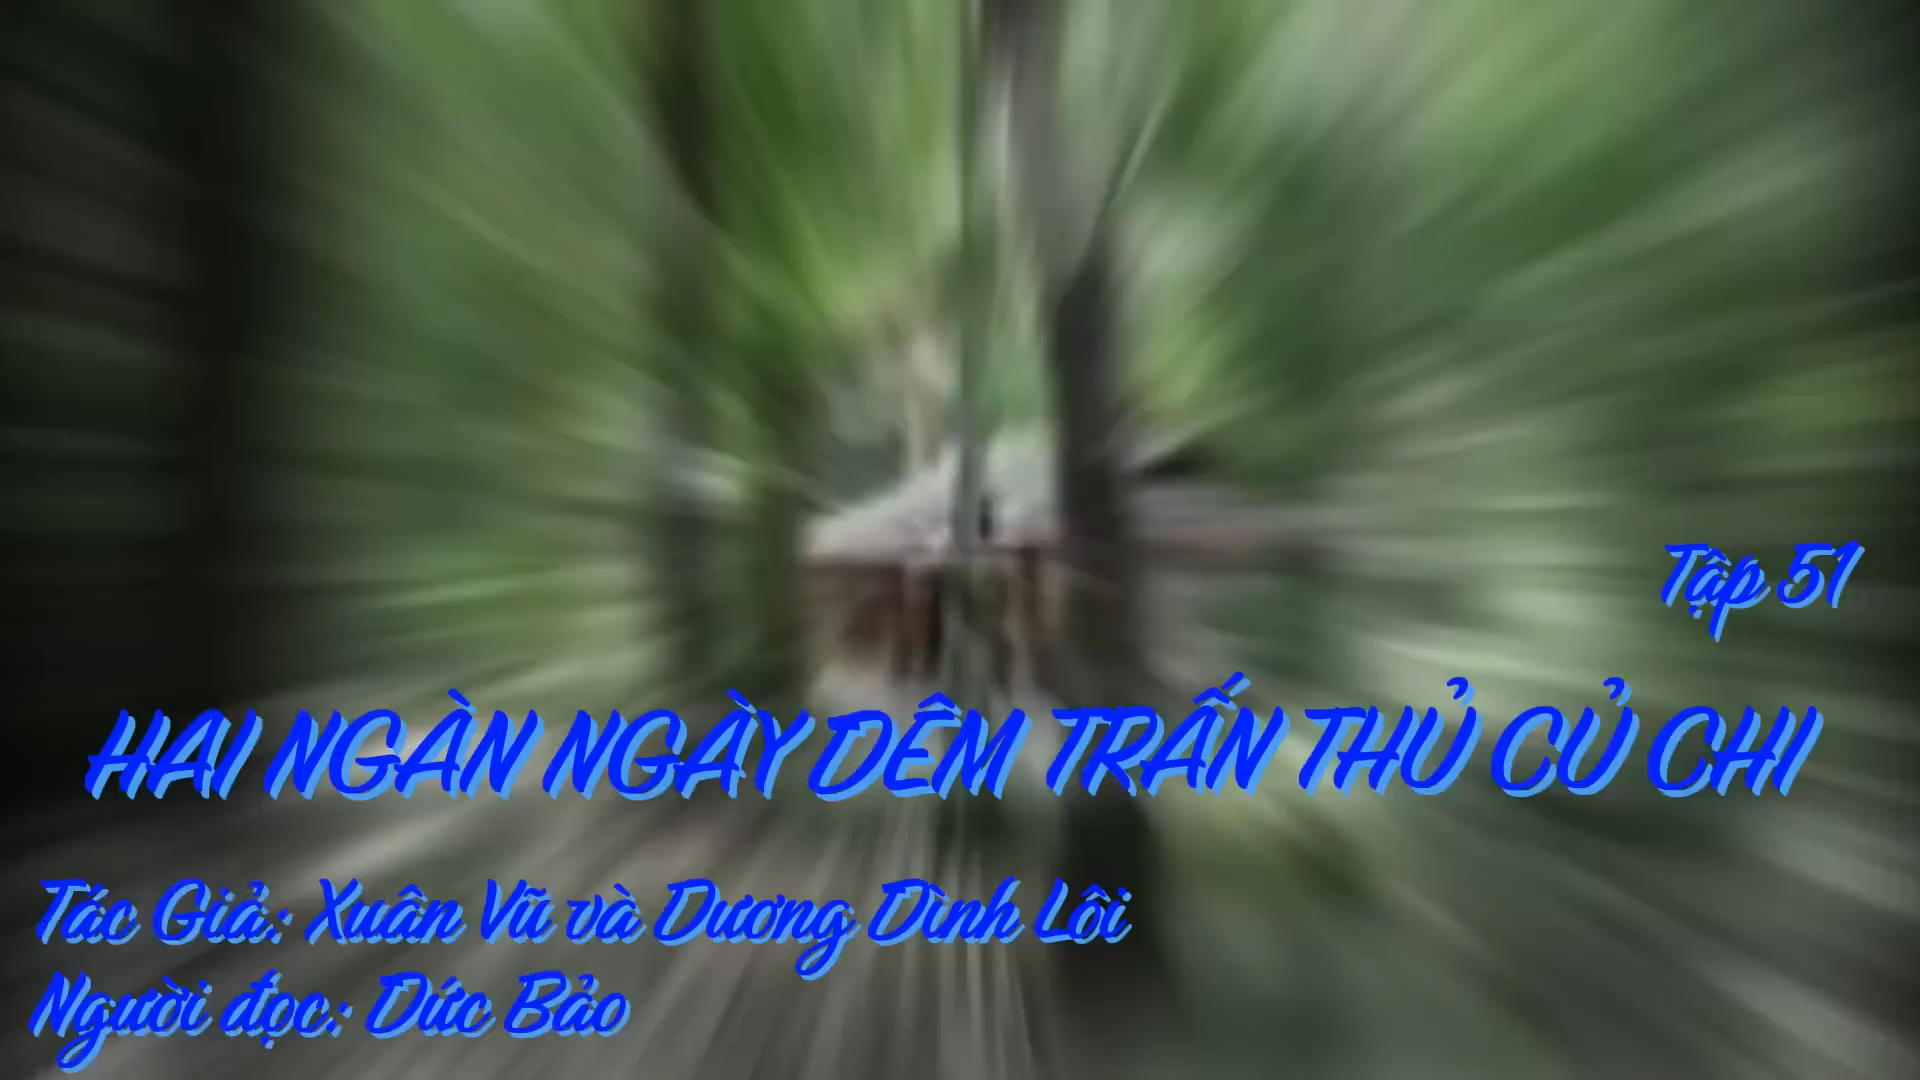 Tập 51
HAI NGÀN NGÀY ĐÊM TRẤN THỦ CỦ CHI
Tác Giả: Xuân Vũ và Dương Đình Lôi
Người đọc: Đức Bảo